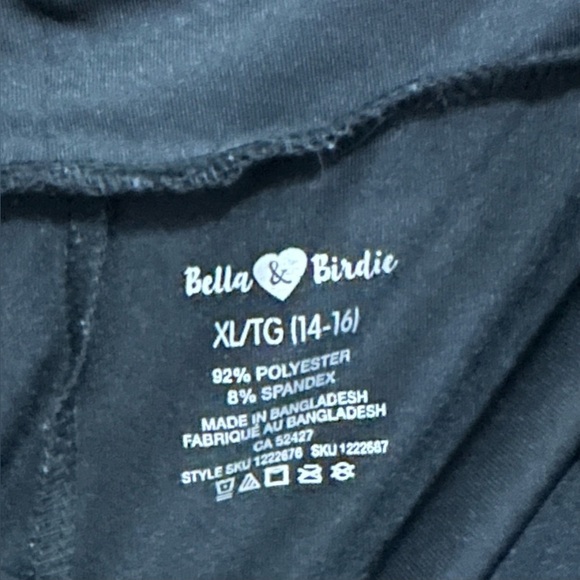 Bella & Birdie
XL/TG (14-16)
92% POLYESTER
8% SPANDEX
MADE IN BANGLADESH
FABRIQUÉ AU BANGLADESH
CA 52427
STYLE SKU 1222676 SKU 1222687